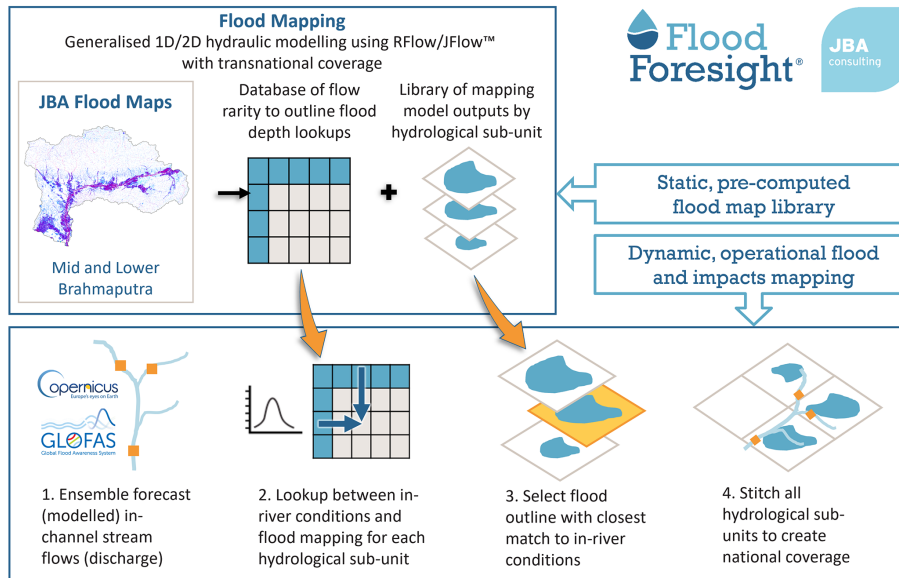 Flood Mapping
Generalised 1D/2D hydraulic modelling using RFlow/JFlow™
with transnational coverage
JBA Flood Maps
Mid and Lower
Brahmaputra
Database of flow
rarity to outline flood
depth lookups
Library of mapping
model outputs by
hydrological sub-unit
Flood
Foresight®
JBA
consulting
Static, pre-computed
flood map library
Dynamic, operational flood
and impacts mapping
opernicus
Europe's eyes on Earth
GLOFAS
Global Flood Awareness System
1. Ensemble forecast
(modelled) in-
channel stream
flows (discharge)
2. Lookup between in-
river conditions and
flood mapping for each
hydrological sub-unit
3. Select flood
outline with closest
match to in-river
conditions
4. Stitch all
hydrological sub-
units to create
national coverage